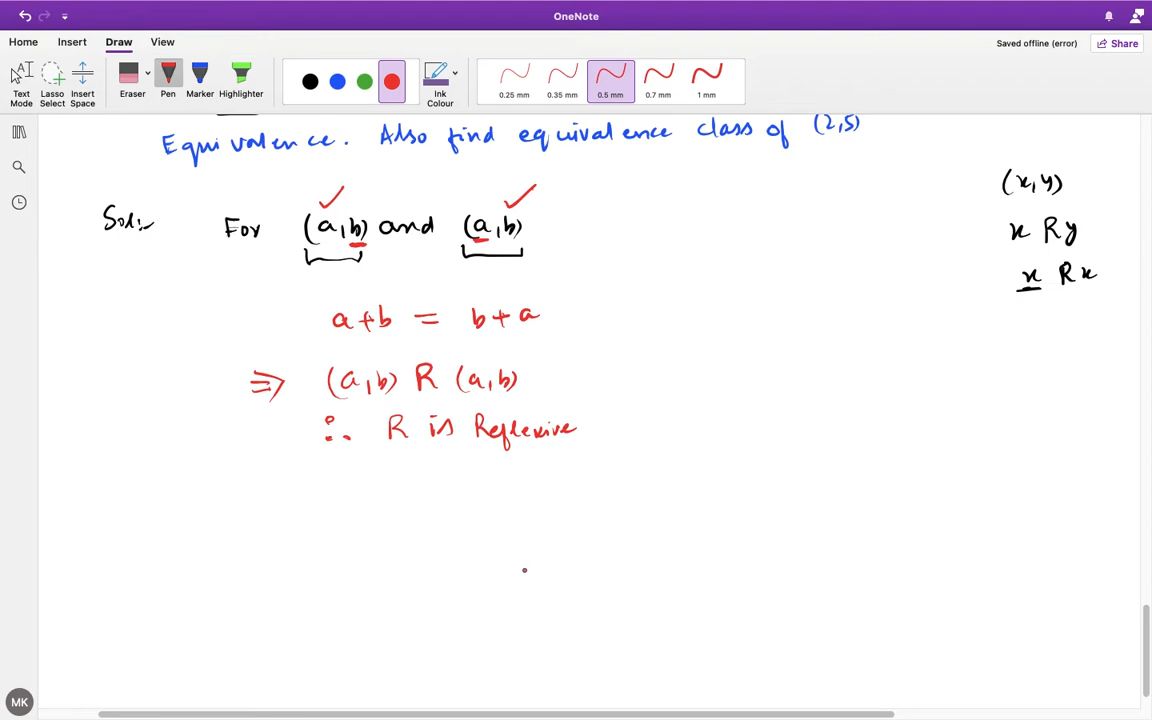 OneNote
Home Insert Draw View
Saved offline (error) Share
Text Mode Lasso Select Insert Space Eraser Pen Marker Highlighter Ink Colour 0.25 mm 0.35 mm 0.5 mm 0.7 mm 1 mm
Equivalence. Also find equivalence class of (2,5)
(x,y)
Sol:- For (a,b) and (a,b)
x Ry
x Rx
a+b = b+a
⇒ (a,b) R (a,b)
∴ R is Reflexive
MK